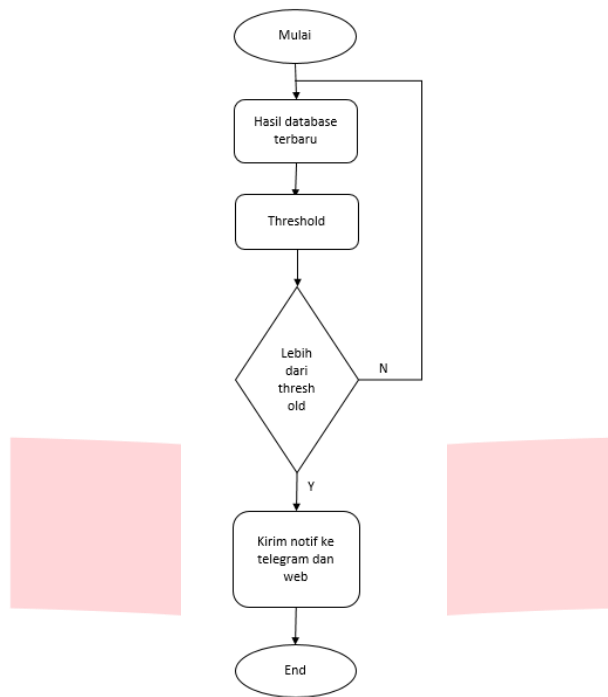 Mulai
Hasil database
terbaru
Threshold
Lebih
dari
thresh
old
N
Y
Kirim notif ke
telegram dan
web
End